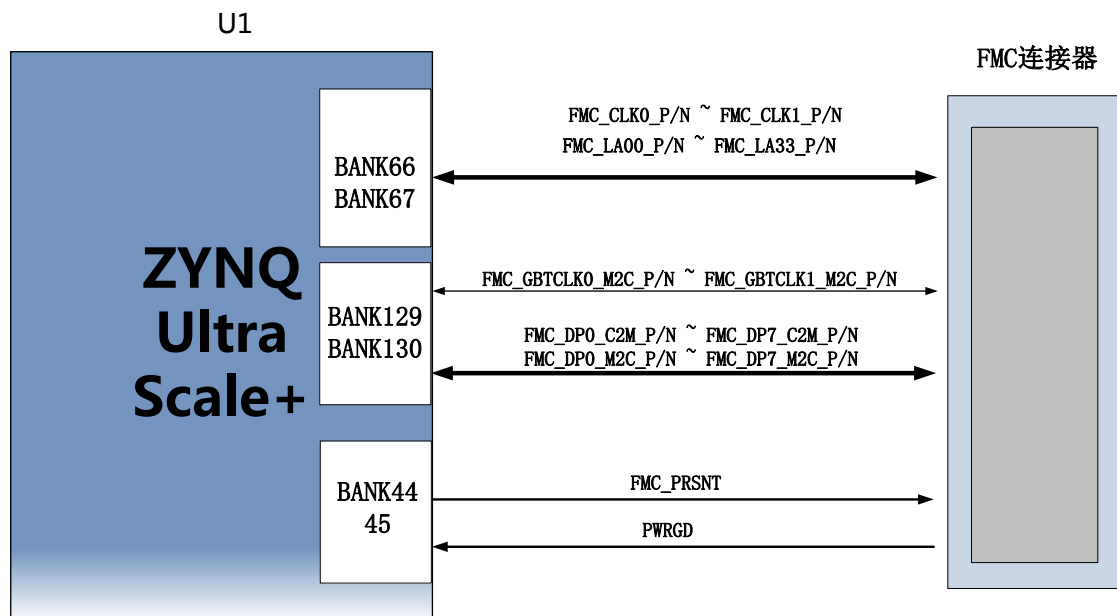 U1
FMC连接器
FMC_CLK0_P/N ~ FMC_CLK1_P/N
FMC_LA00_P/N ~ FMC_LA33_P/N
BANK66
BANK67
ZYNQ
Ultra
Scale+
FMC_GBTCLK0_M2C_P/N ~ FMC_GBTCLK1_M2C_P/N
BANK129
BANK130
FMC_DP0_C2M_P/N ~ FMC_DP7_C2M_P/N
FMC_DP0_M2C_P/N ~ FMC_DP7_M2C_P/N
BANK44
45
FMC_PRSNT
PWRGD